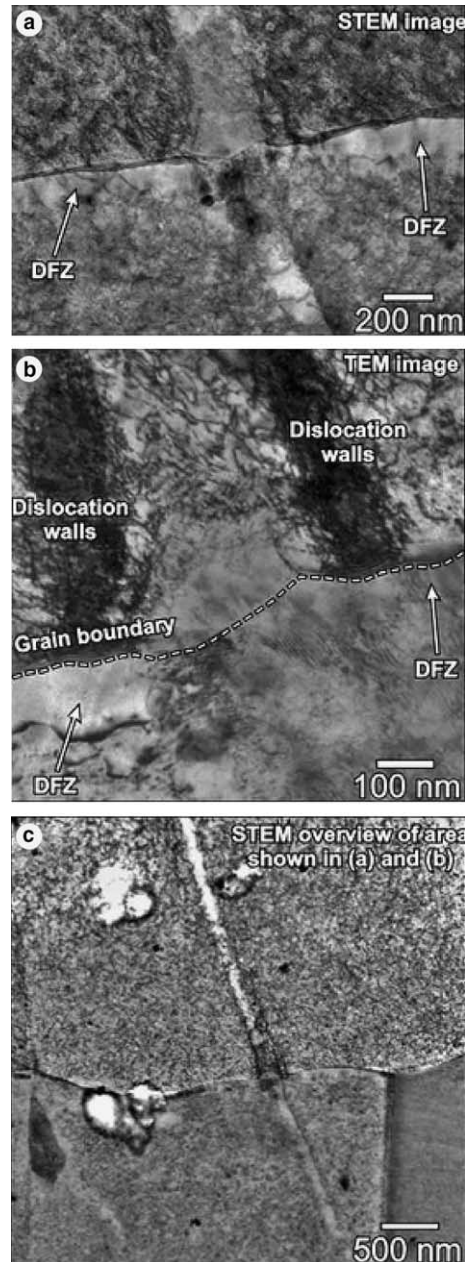 a
STEM image
DFZ
DFZ
200 nm
b
TEM image
Dislocation
walls
Dislocation
walls
Grain boundary
DFZ
DFZ
100 nm
c
STEM overview of area
shown in (a) and (b)
500 nm